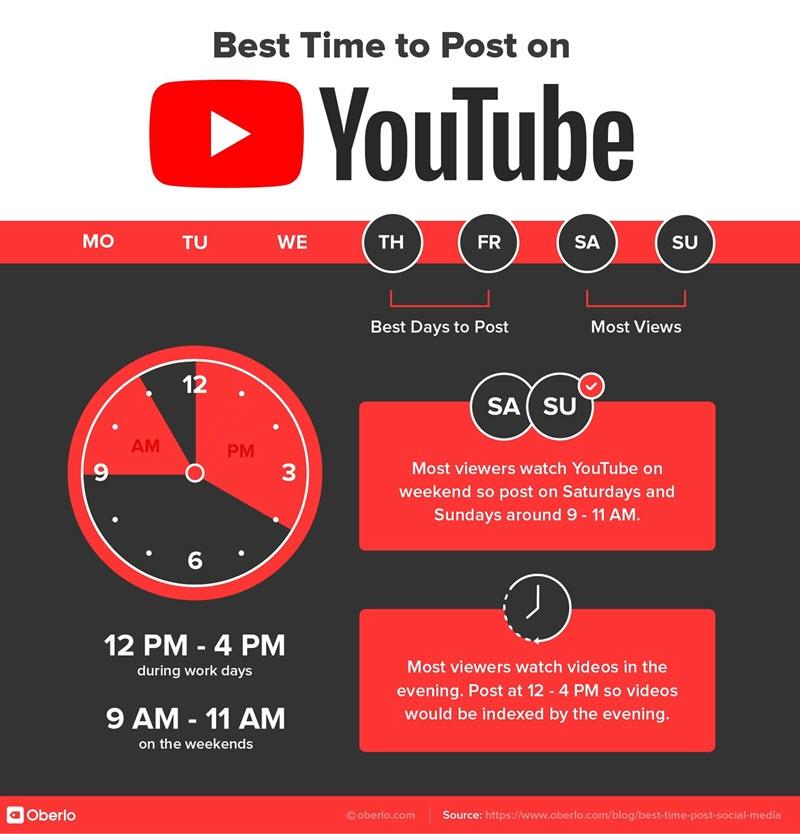 Best Time to Post on
YouTube
MO TU WE TH FR SA SU
Best Days to Post
Most Views
12
AM PM
9 3
6
12 PM - 4 PM
during work days
9 AM - 11 AM
on the weekends
SA SU
Most viewers watch YouTube on
weekend so post on Saturdays and
Sundays around 9 - 11 AM.
Most viewers watch videos in the
evening. Post at 12 - 4 PM so videos
would be indexed by the evening.
Oberlo
©oberlo.com
Source: https://www.oberlo.com/blog/best-time-post-social-media